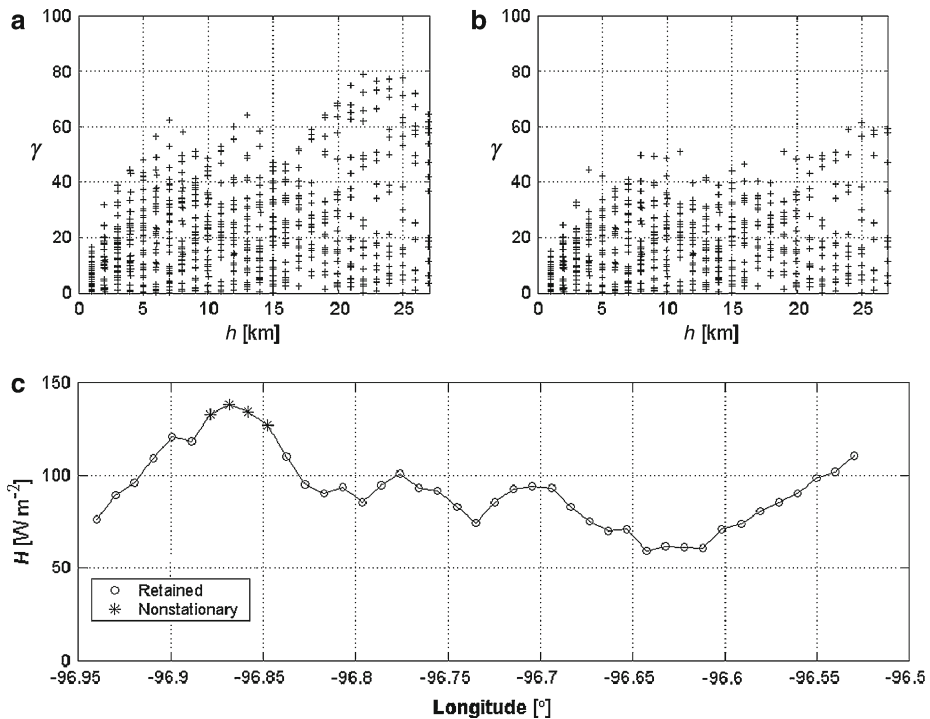 a
100
80
60
40
20
0
γ
0 5 10 15 20 25
h [km]
b
100
80
60
40
20
0
γ
0 5 10 15 20 25
h [km]
c
150
100
50
0
H [W m-2]
Retained
Nonstationary
-96.95 -96.9 -96.85 -96.8 -96.75 -96.7 -96.65 -96.6 -96.55 -96.5
Longitude [o]